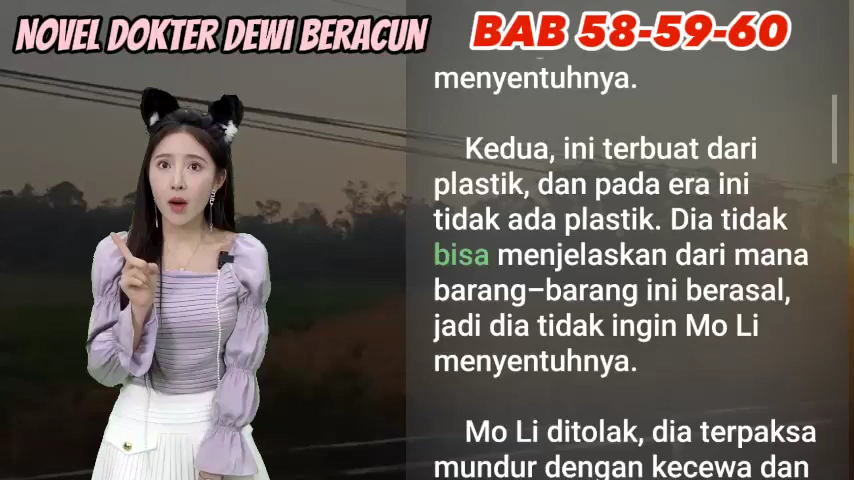 NOVEL DOKTER DEWI BERACUN
BAB 58-59-60
menyentuhnya.
Kedua, ini terbuat dari
plastik, dan pada era ini
tidak ada plastik. Dia tidak
bisa menjelaskan dari mana
barang–barang ini berasal,
jadi dia tidak ingin Mo Li
menyentuhnya.
Mo Li ditolak, dia terpaksa
mundur dengan kecewa dan